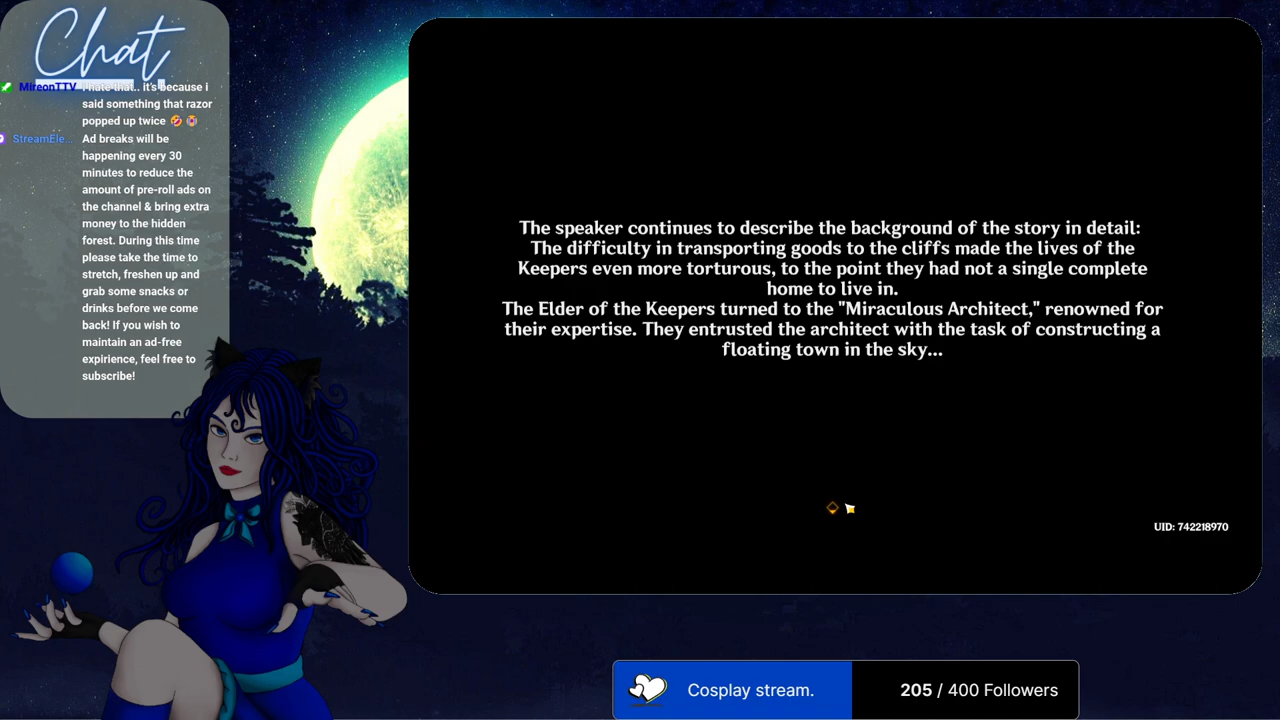 Chat
MireonTTV I hate that.. it's because i
said something that razor
popped up twice
StreamEle... Ad breaks will be
happening every 30
minutes to reduce the
amount of pre-roll ads on
the channel & bring extra
money to the hidden
forest. During this time
please take the time to
stretch, freshen up and
grab some snacks or
drinks before we come
back! If you wish to
maintain an ad-free
expirience, feel free to
subscribe!
The speaker continues to describe the background of the story in detail:
The difficulty in transporting goods to the cliffs made the lives of the
Keepers even more torturous, to the point they had not a single complete
home to live in.
The Elder of the Keepers turned to the "Miraculous Architect," renowned for
their expertise. They entrusted the architect with the task of constructing a
floating town in the sky...
UID: 742218970
Cosplay stream.
205 / 400 Followers